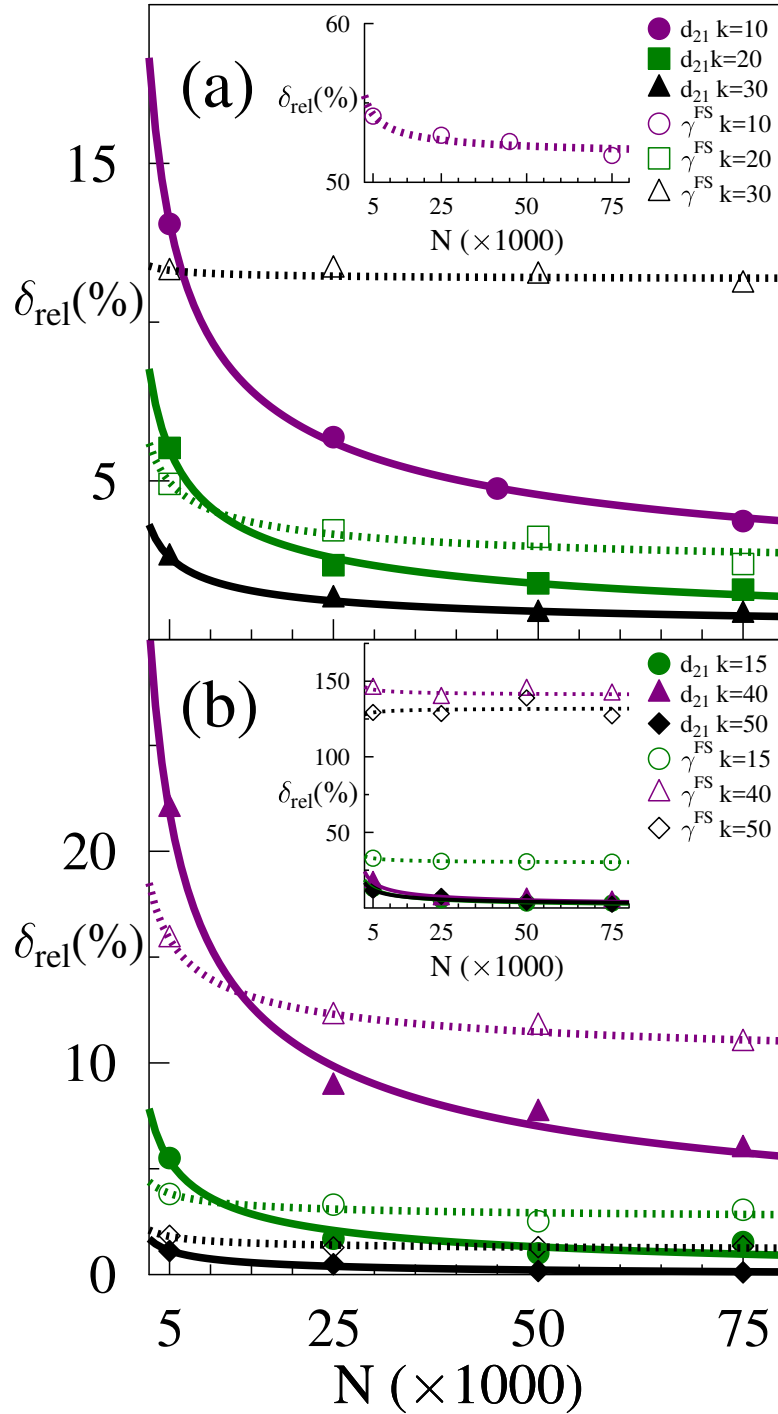 (a)
60
δrel(%)
50
5 25 45 75
N (×1000)
d21 k=10
d21k=20
d21 k=30
γFS k=10
γFS k=20
γFS k=30
15
δrel(%)
5
(b)
150
100
δrel(%)
50
5 25 50 75
N (×1000)
d21 k=15
d21 k=40
d21 k=50
γFS k=15
γFS k=40
γFS k=50
20
δrel(%)
10
0
5 25 50 75
N (×1000)